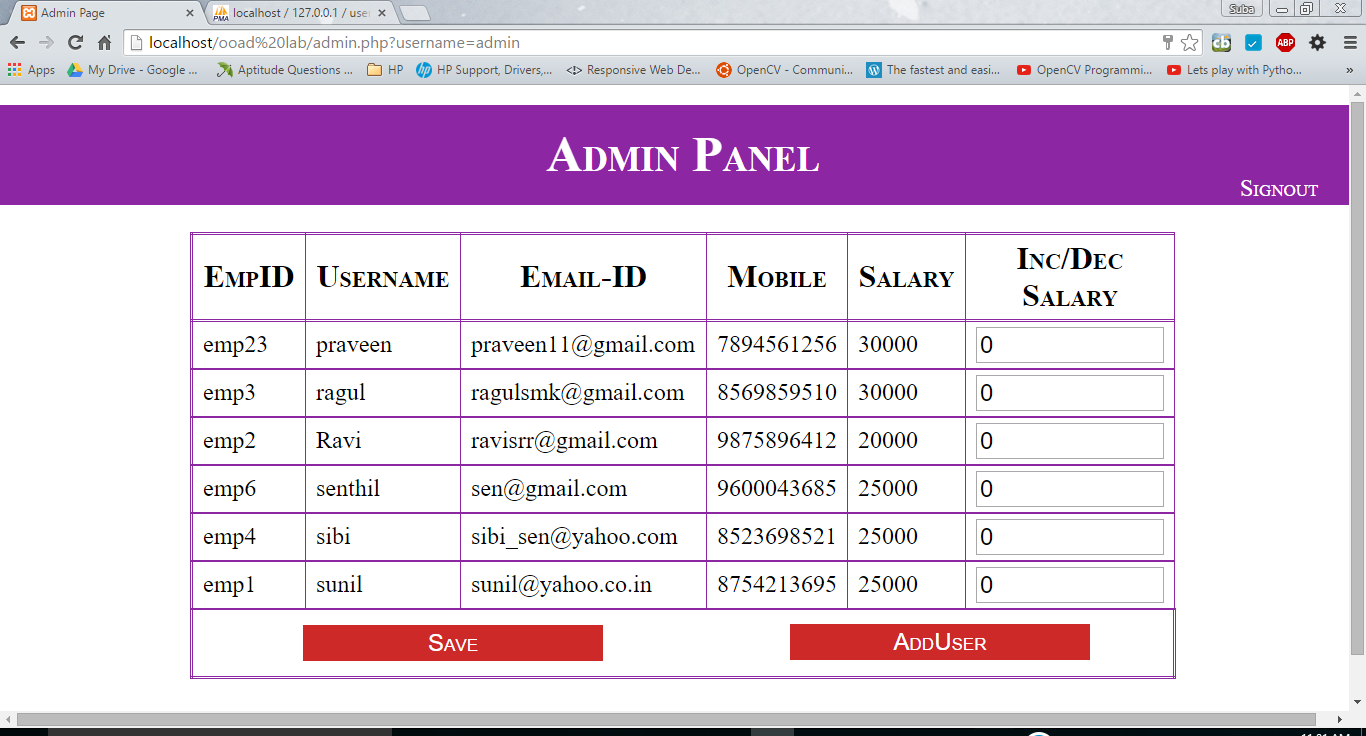 Admin Page
localhost / 127.0.0.1 / use
Suba
localhost/ooad%20lab/admin.php?username=admin
Apps My Drive - Google ... Aptitude Questions ... HP HP Support, Drivers,... Responsive Web De... OpenCV - Communi... The fastest and easi... OpenCV Programmi... Lets play with Pytho... »
Admin Panel
Signout
EmpID Username Email-ID Mobile Salary Inc/Dec
Salary
emp23 praveen praveen11@gmail.com 7894561256 30000 0
emp3 ragul ragulsmk@gmail.com 8569859510 30000 0
emp2 Ravi ravisrr@gmail.com 9875896412 20000 0
emp6 senthil sen@gmail.com 9600043685 25000 0
emp4 sibi sibi_sen@yahoo.com 8523698521 25000 0
emp1 sunil sunil@yahoo.co.in 8754213695 25000 0
Save AddUser